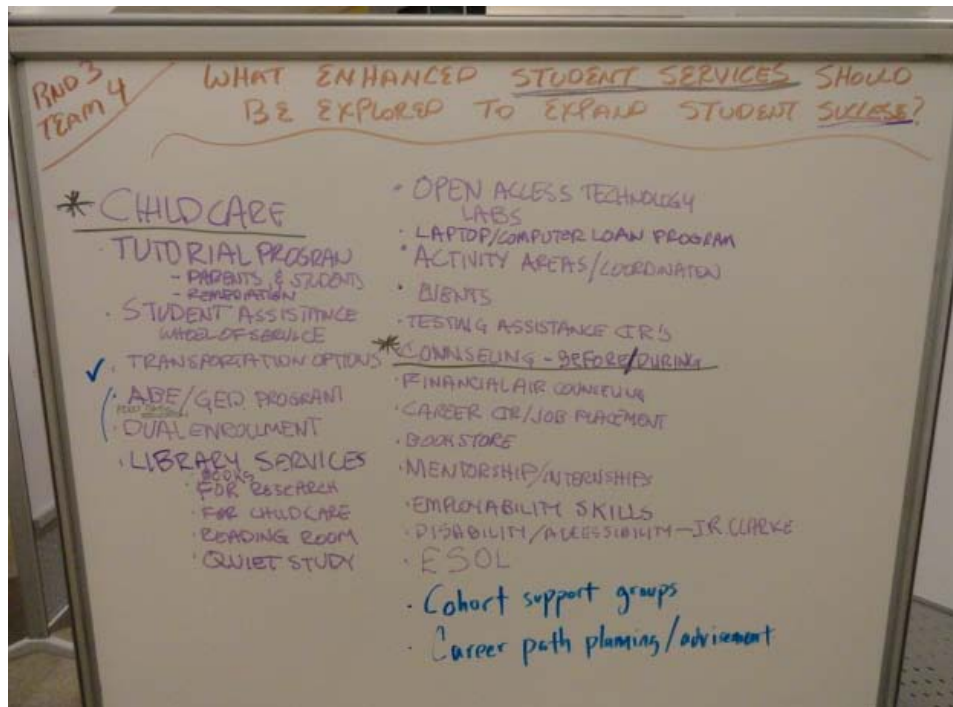 RND 3
TEAM 4
WHAT ENHANCED STUDENT SERVICES SHOULD
BE EXPLORED TO EXPAND STUDENT SUCCESS?
* CHILDCARE
· TUTORIAL PROGRAM
- PARENTS & STUDENTS
- REMEDIATION
· STUDENT ASSISTANCE
WHEEL OF SERVICE
✓ · TRANSPORTATION OPTIONS
· ABE/GED PROGRAM
· DUAL ENROLLMENT
· LIBRARY SERVICES
BOOKS
· FOR RESEARCH
· FOR CHILDCARE
· READING ROOM
QUIET STUDY
· OPEN ACCESS TECHNOLOGY
LABS
· LAPTOP/COMPUTER LOAN PROGRAM
· ACTIVITY AREAS/COORDINATION
· EVENTS
· TESTING ASSISTANCE CTR'S
* COUNSELING - BEFORE/DURING
· FINANCIAL AID COUNSELING
· CAREER CTR/JOB PLACEMENT
· BOOKSTORE
· MENTORSHIP/INTERNSHIPS
· EMPLOYABILITY SKILLS
· DISABILITY/ACCESSIBILITY - J.R. CLARKE
· ESOL
· Cohort support groups
· Career path planning/advisement